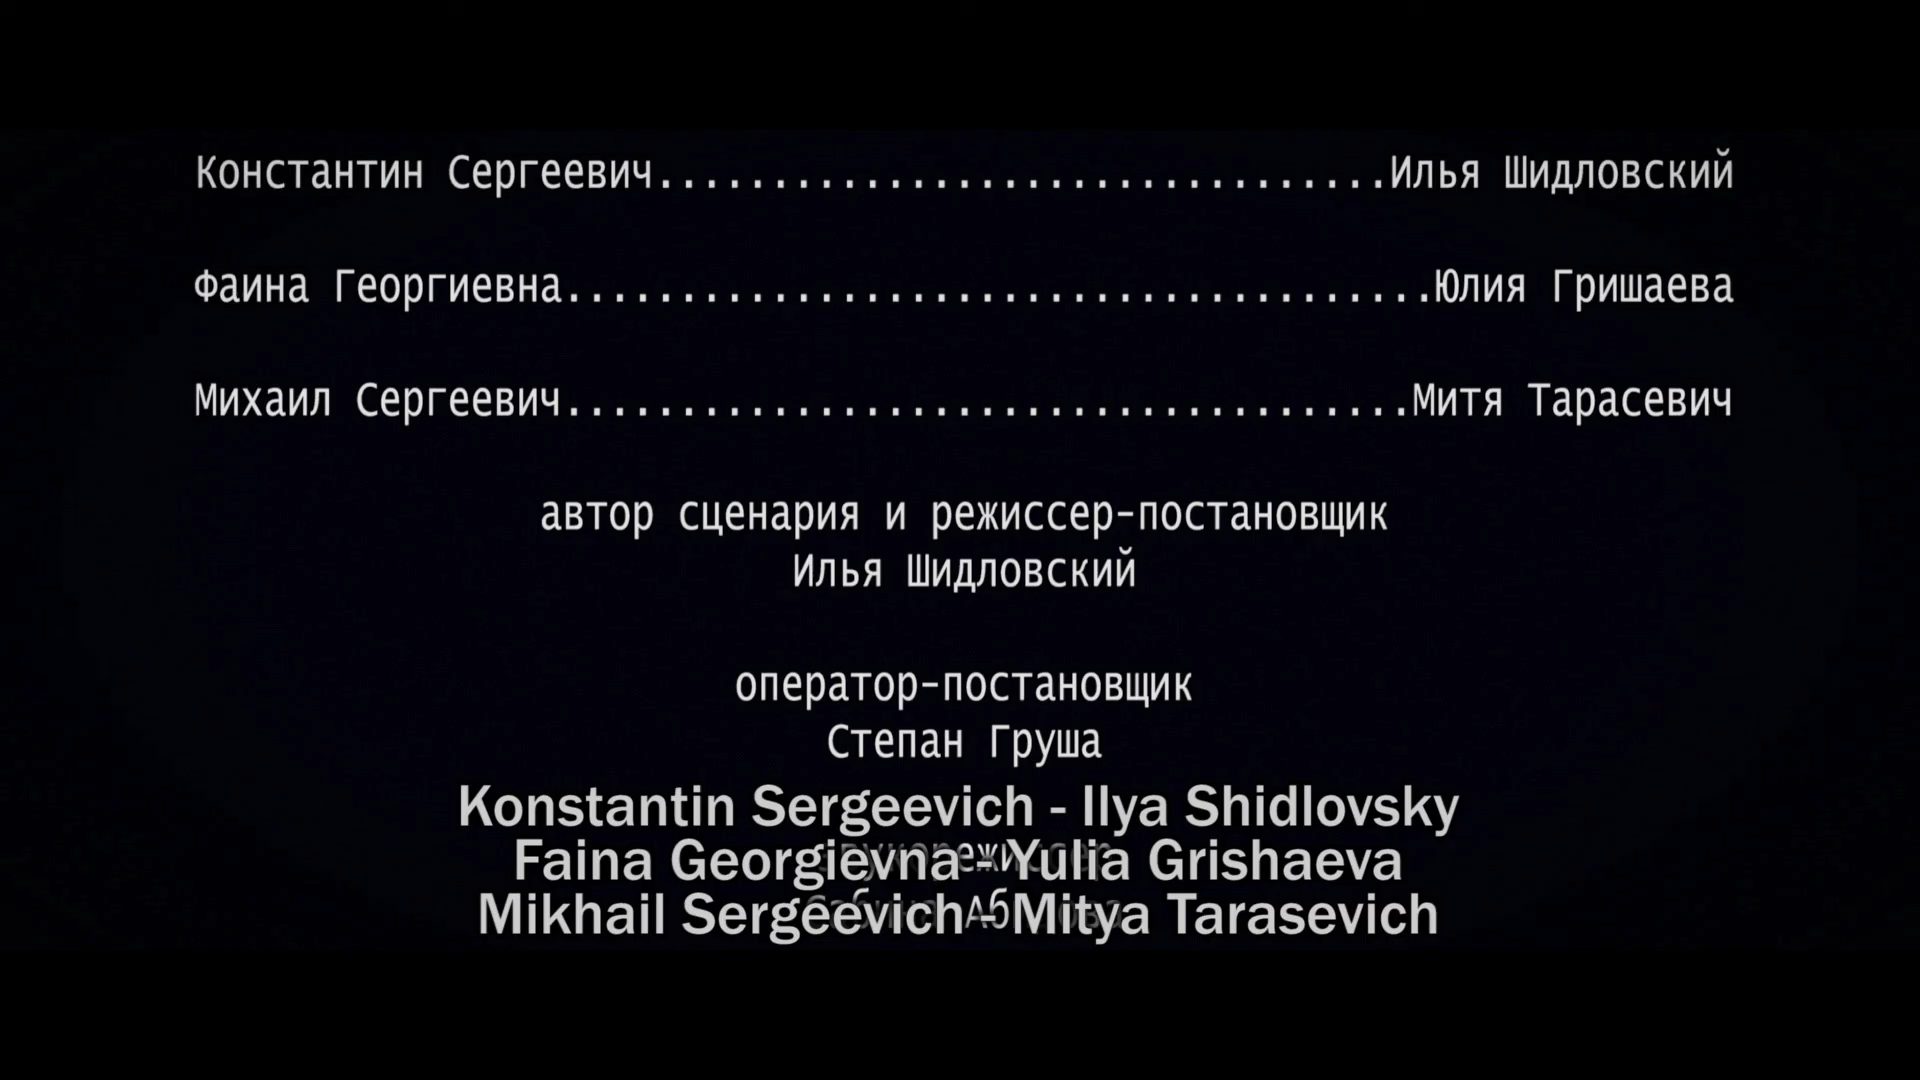 Константин Сергеевич................................Илья Шидловский
Фаина Георгиевна......................................Юлия Гришаева
Михаил Сергеевич.....................................Митя Тарасевич
автор сценария и режиссер-постановщик
Илья Шидловский
оператор-постановщик
Степан Груша
Konstantin Sergeevich - Ilya Shidlovsky
Faina Georgievna - Yulia Grishaeva
Mikhail Sergeevich - Mitya Tarasevich